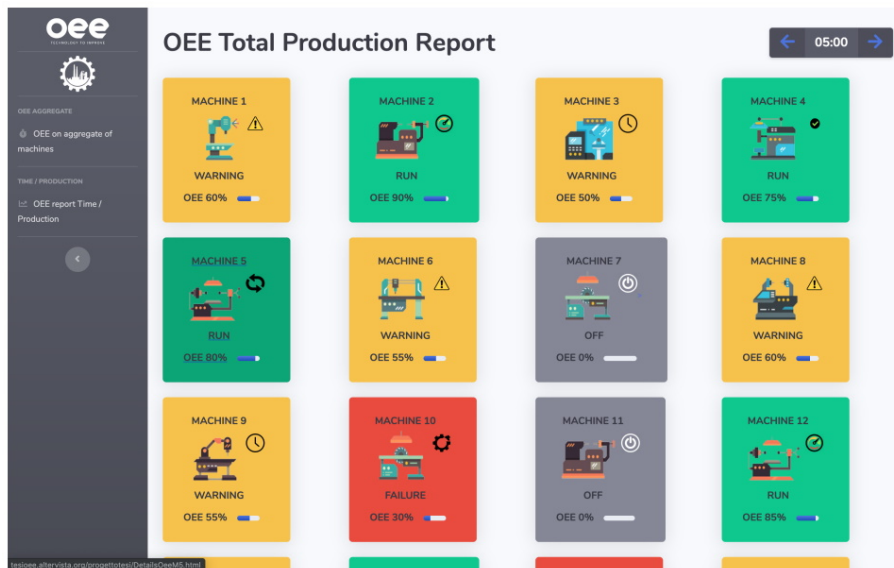 oee
TECHNOLOGY TO IMPROVE
OEE AGGREGATE
OEE on aggregate of
machines
TIME / PRODUCTION
OEE report Time /
Production
OEE Total Production Report
05:00
MACHINE 1
WARNING
OEE 60%
MACHINE 2
RUN
OEE 90%
MACHINE 3
WARNING
OEE 50%
MACHINE 4
RUN
OEE 75%
MACHINE 5
RUN
OEE 80%
MACHINE 6
WARNING
OEE 55%
MACHINE 7
OFF
OEE 0%
MACHINE 8
WARNING
OEE 60%
MACHINE 9
WARNING
OEE 55%
MACHINE 10
FAILURE
OEE 30%
MACHINE 11
OFF
OEE 0%
MACHINE 12
RUN
OEE 85%
tesioee.altervista.org/progettotesi/DetailsOeeM5.html